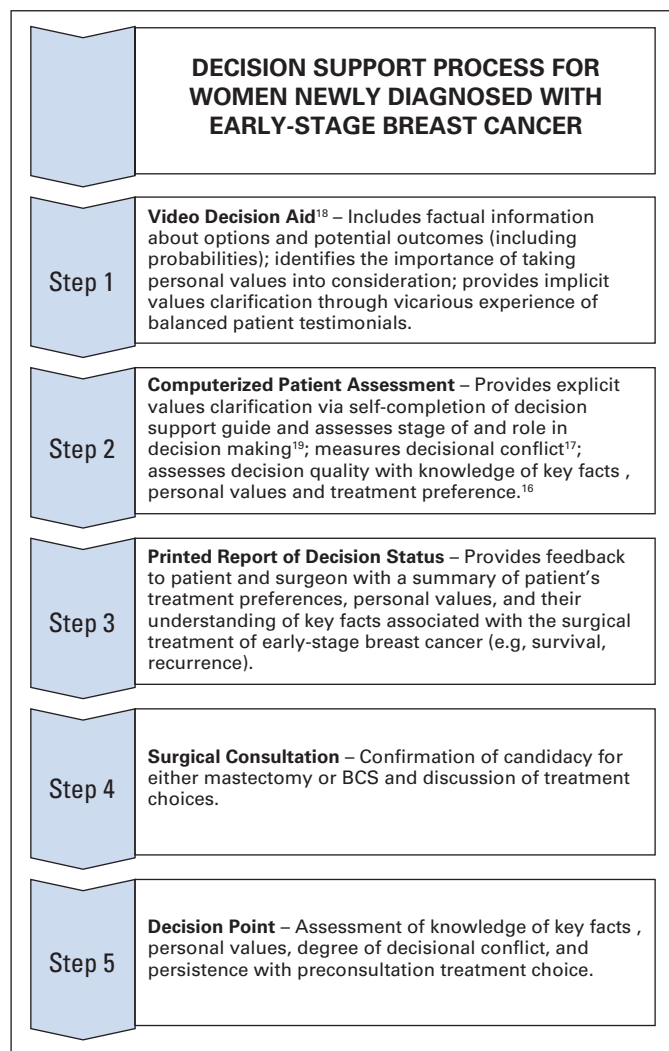 DECISION SUPPORT PROCESS FOR
WOMEN NEWLY DIAGNOSED WITH
EARLY-STAGE BREAST CANCER
Step 1
Video Decision Aid¹⁸ – Includes factual information
about options and potential outcomes (including
probabilities); identifies the importance of taking
personal values into consideration; provides implicit
values clarification through vicarious experience of
balanced patient testimonials.
Step 2
Computerized Patient Assessment – Provides explicit
values clarification via self-completion of decision
support guide and assesses stage of and role in
decision making¹⁹; measures decisional conflict¹⁷;
assesses decision quality with knowledge of key facts ,
personal values and treatment preference.¹⁶
Step 3
Printed Report of Decision Status – Provides feedback
to patient and surgeon with a summary of patient's
treatment preferences, personal values, and their
understanding of key facts associated with the surgical
treatment of early-stage breast cancer (e.g, survival,
recurrence).
Step 4
Surgical Consultation – Confirmation of candidacy for
either mastectomy or BCS and discussion of treatment
choices.
Step 5
Decision Point – Assessment of knowledge of key facts ,
personal values, degree of decisional conflict, and
persistence with preconsultation treatment choice.